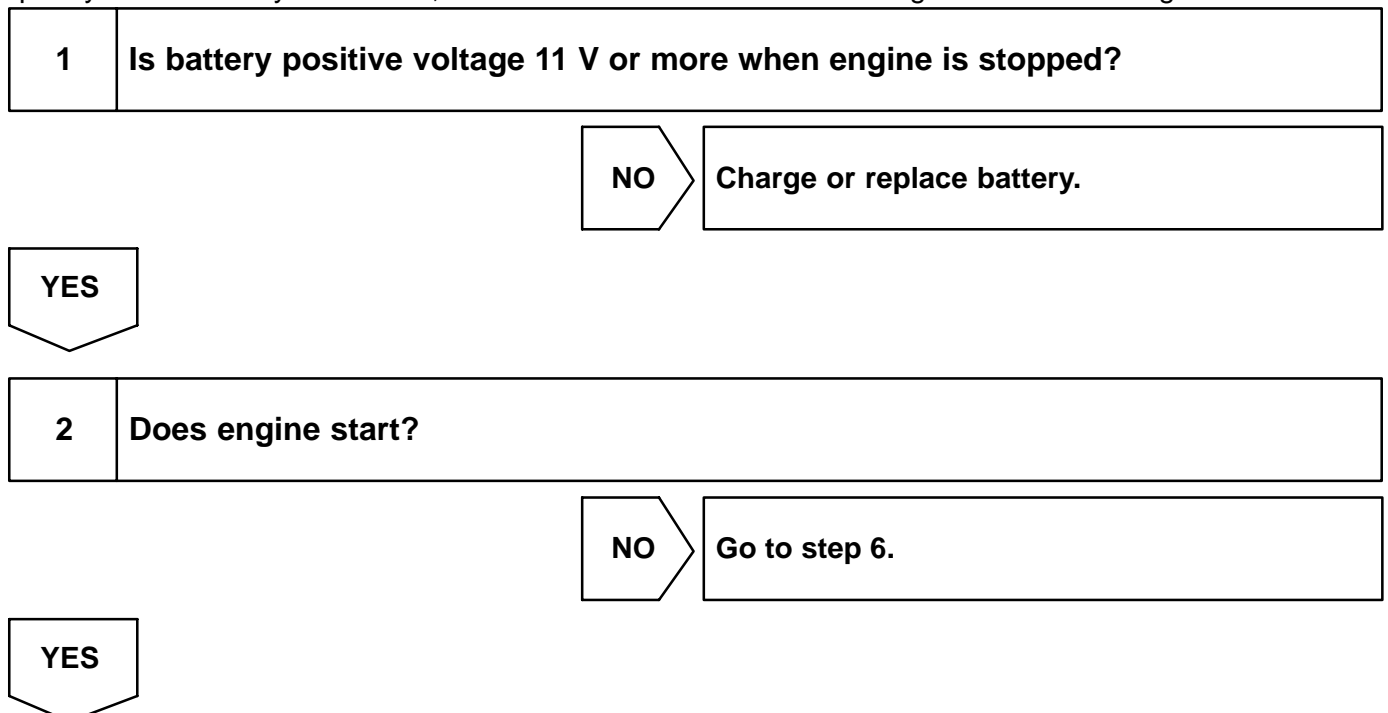 1 Is battery positive voltage 11 V or more when engine is stopped?
NO Charge or replace battery.
YES
2 Does engine start?
NO Go to step 6.
YES